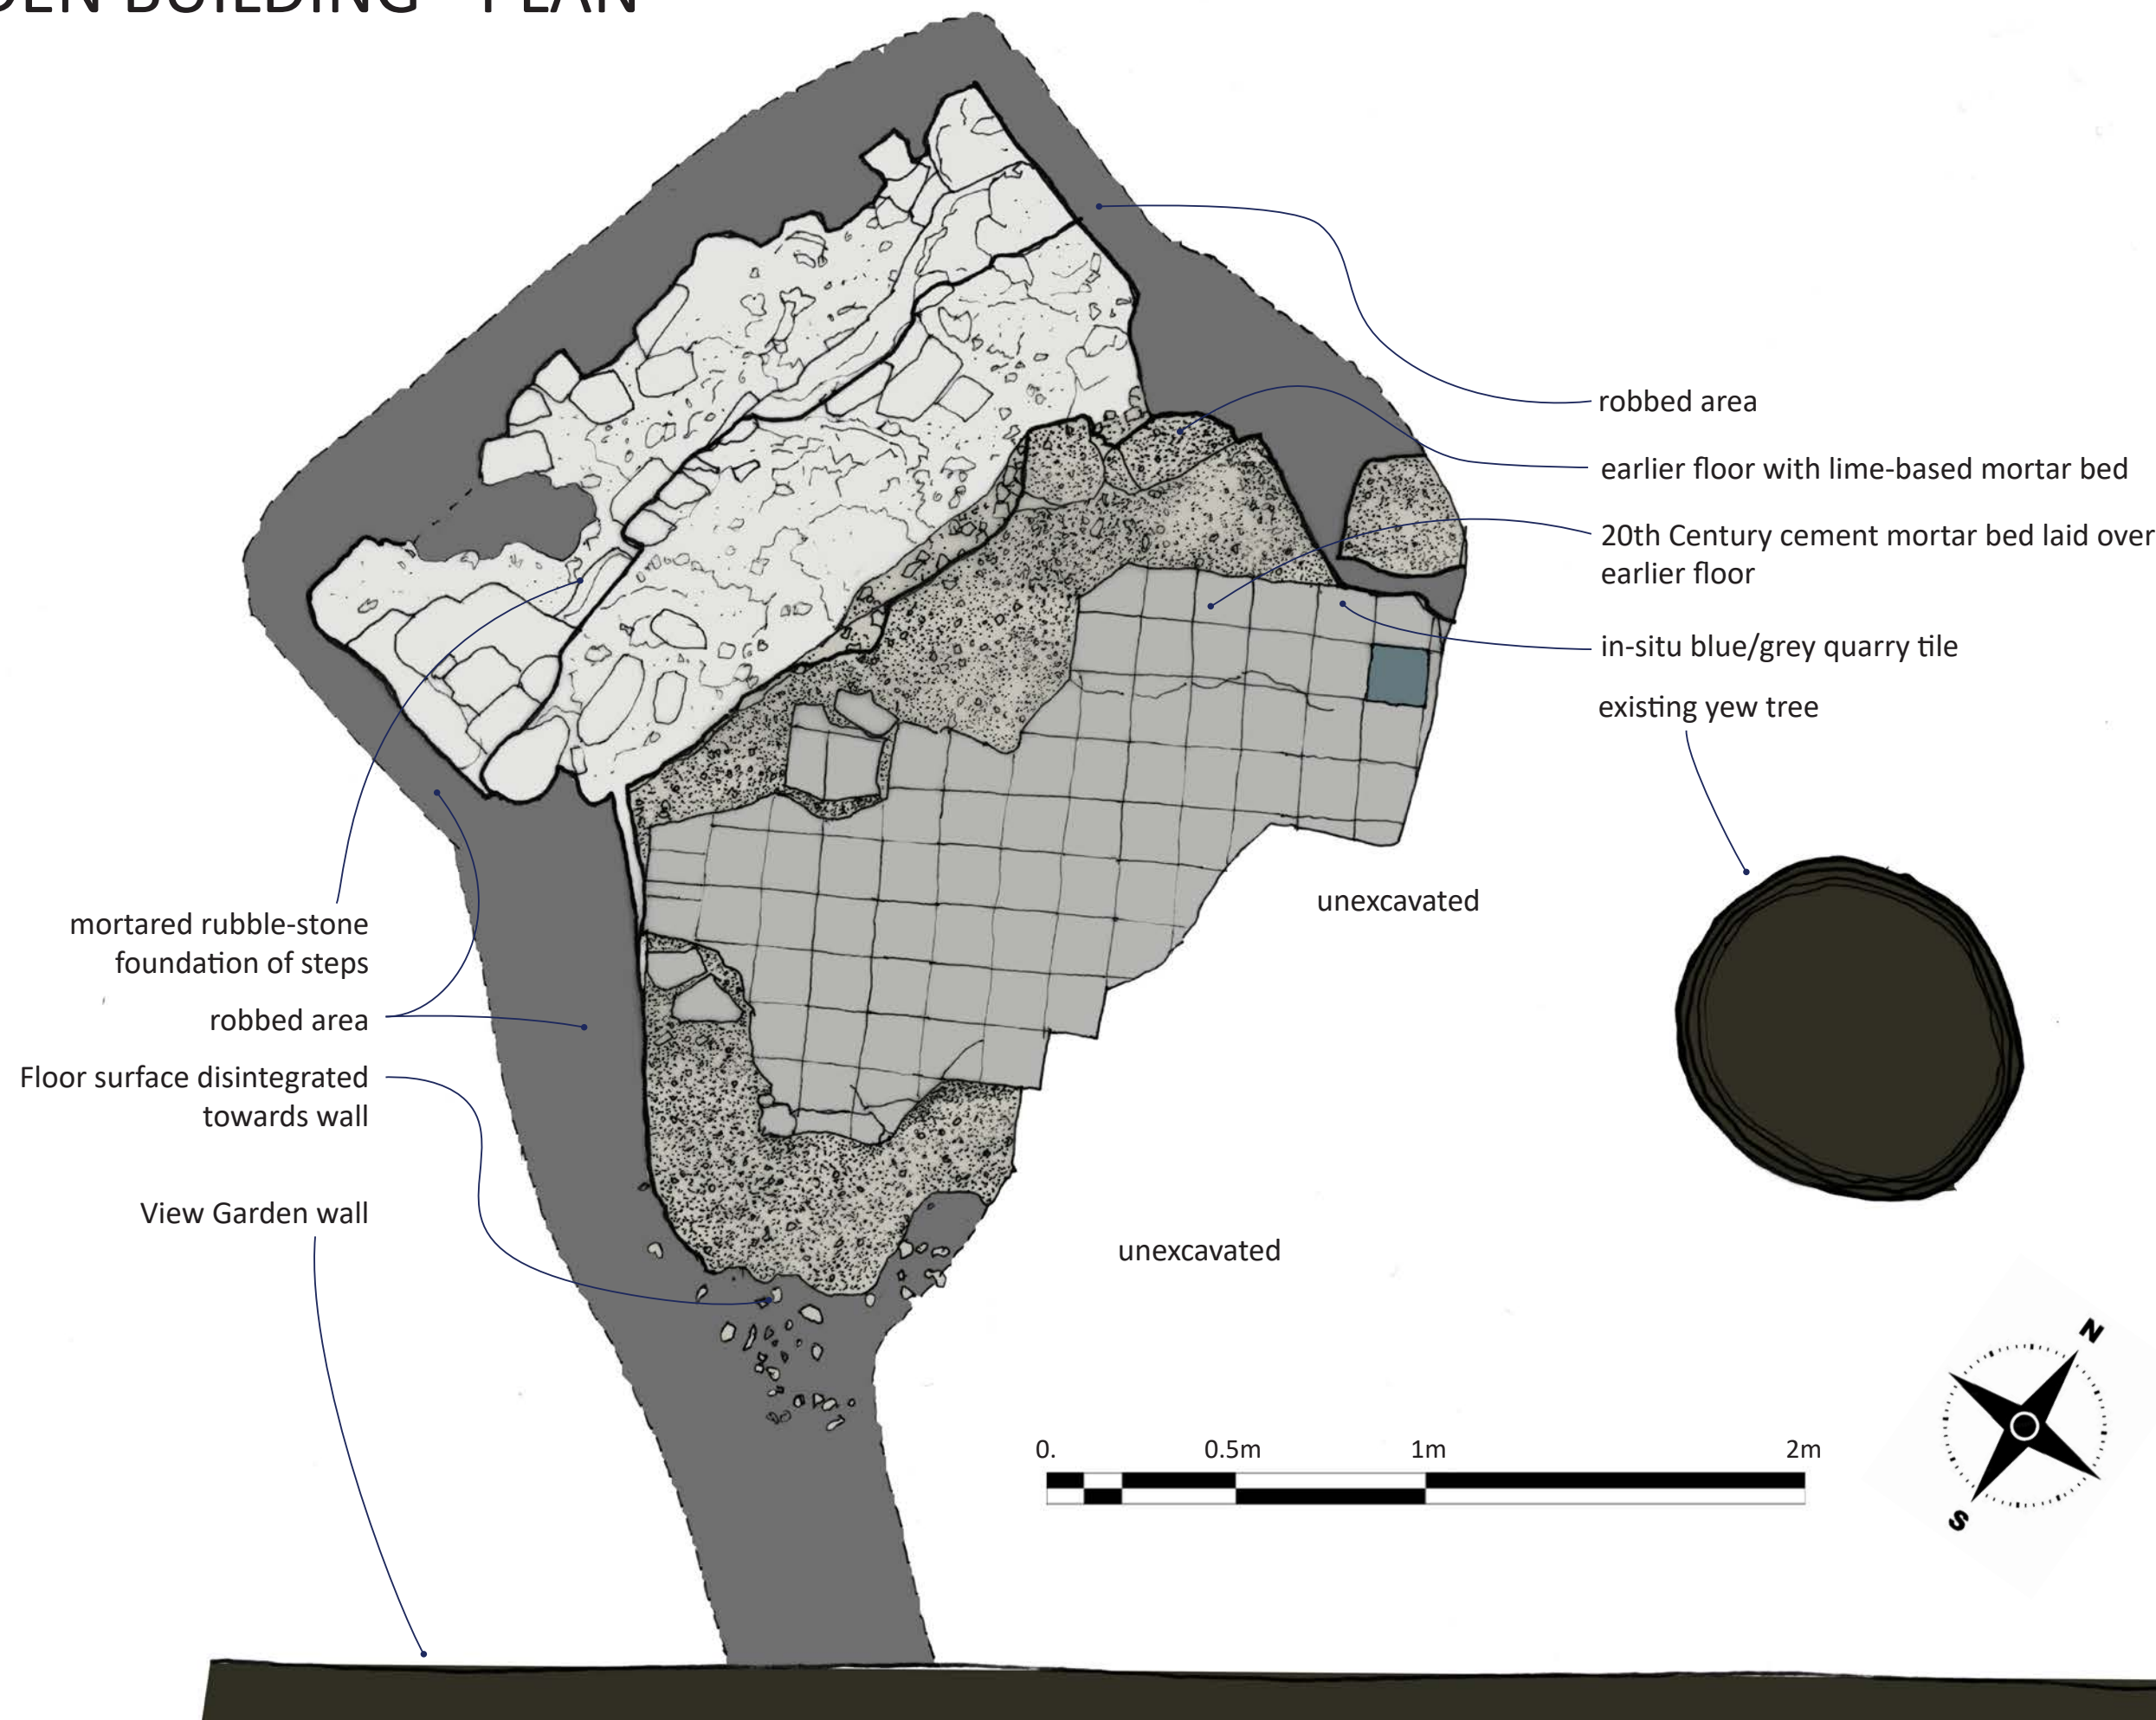 BUILDING - PLAN
robbed area
earlier floor with lime-based mortar bed
20th Century cement mortar bed laid over
earlier floor
in-situ blue/grey quarry tile
existing yew tree
unexcavated
mortared rubble-stone
foundation of steps
robbed area
Floor surface disintegrated
towards wall
View Garden wall
unexcavated
N
S
0. 0.5m 1m 2m